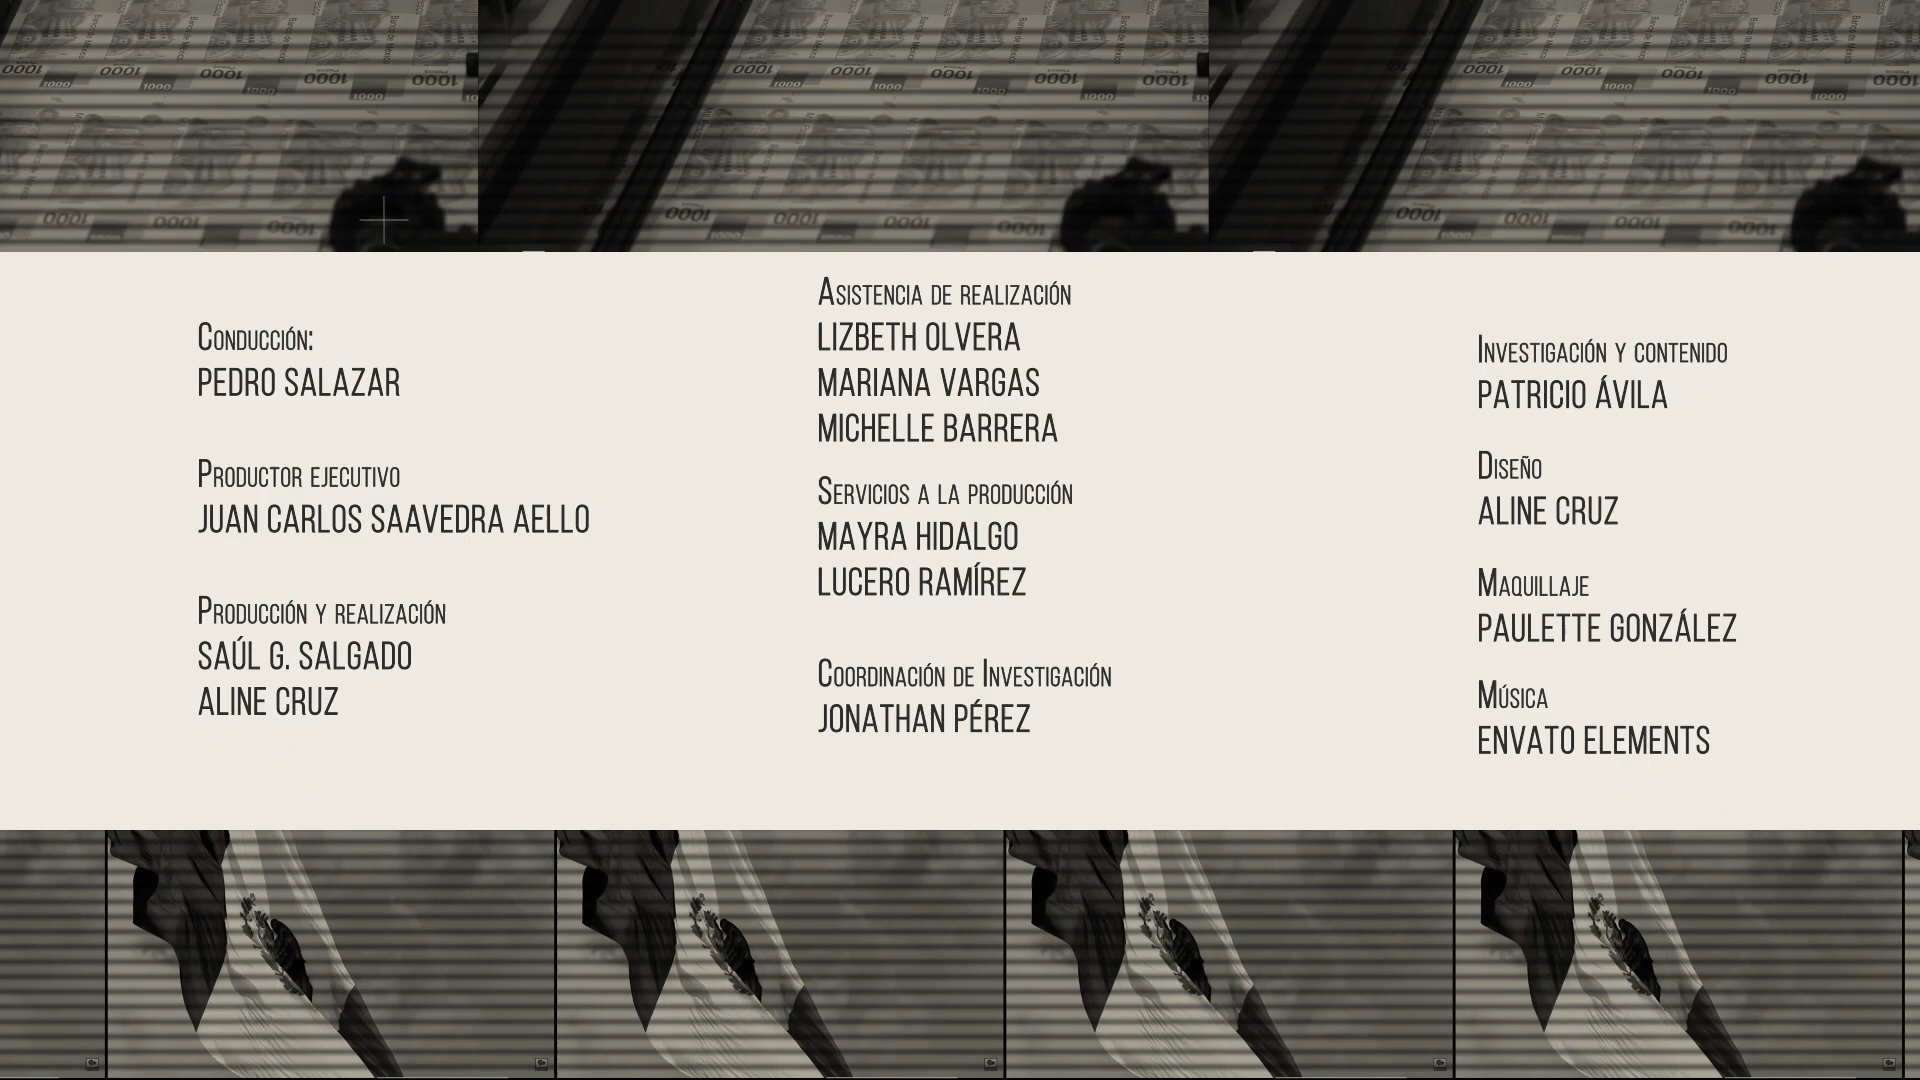 Conducción:
PEDRO SALAZAR
Productor ejecutivo
JUAN CARLOS SAAVEDRA AELLO
Producción y realización
SAÚL G. SALGADO
ALINE CRUZ
Asistencia de realización
LIZBETH OLVERA
MARIANA VARGAS
MICHELLE BARRERA
Servicios a la producción
MAYRA HIDALGO
LUCERO RAMÍREZ
Coordinación de Investigación
JONATHAN PÉREZ
Investigación y contenido
PATRICIO ÁVILA
Diseño
ALINE CRUZ
Maquillaje
PAULETTE GONZÁLEZ
Música
ENVATO ELEMENTS